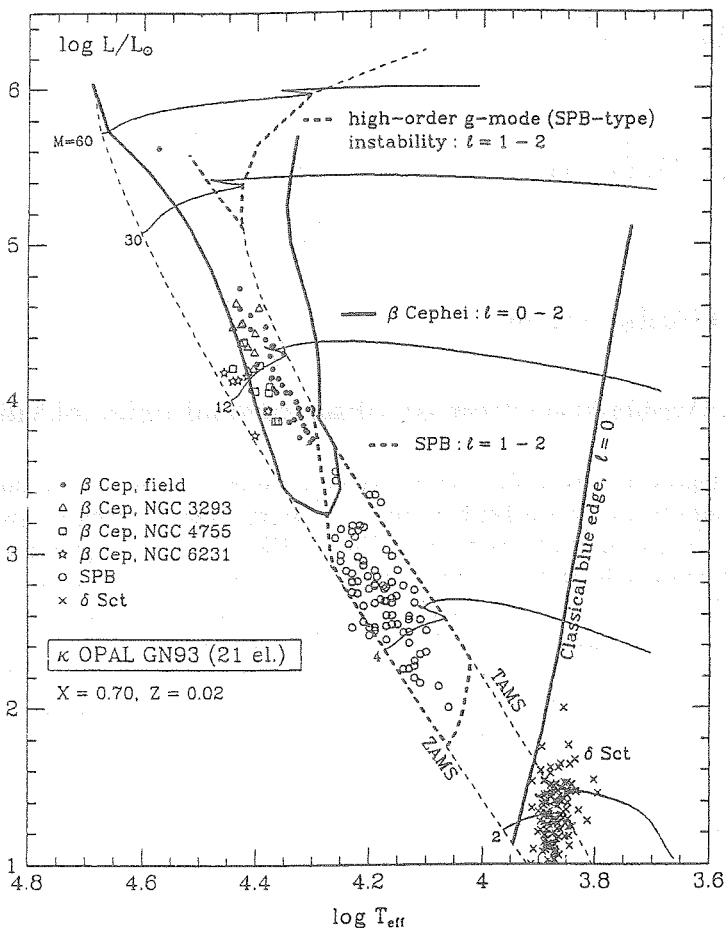 log L/L☉
6
M=60
high-order g-mode (SPB-type)
instability : ℓ = 1 - 2
30
5
β Cephei : ℓ = 0 - 2
4
12
SPB : ℓ = 1 - 2
Classical blue edge, ℓ=0
β Cep, field
β Cep, NGC 3293
β Cep, NGC 4755
β Cep, NGC 6231
SPB
δ Sct
3
κ OPAL GN93 (21 el.)
4
X = 0.70, Z = 0.02
2
TAMS
ZAMS
δ Sct
2
1
4.8 4.6 4.4 4.2 4 3.8 3.6
log Teff